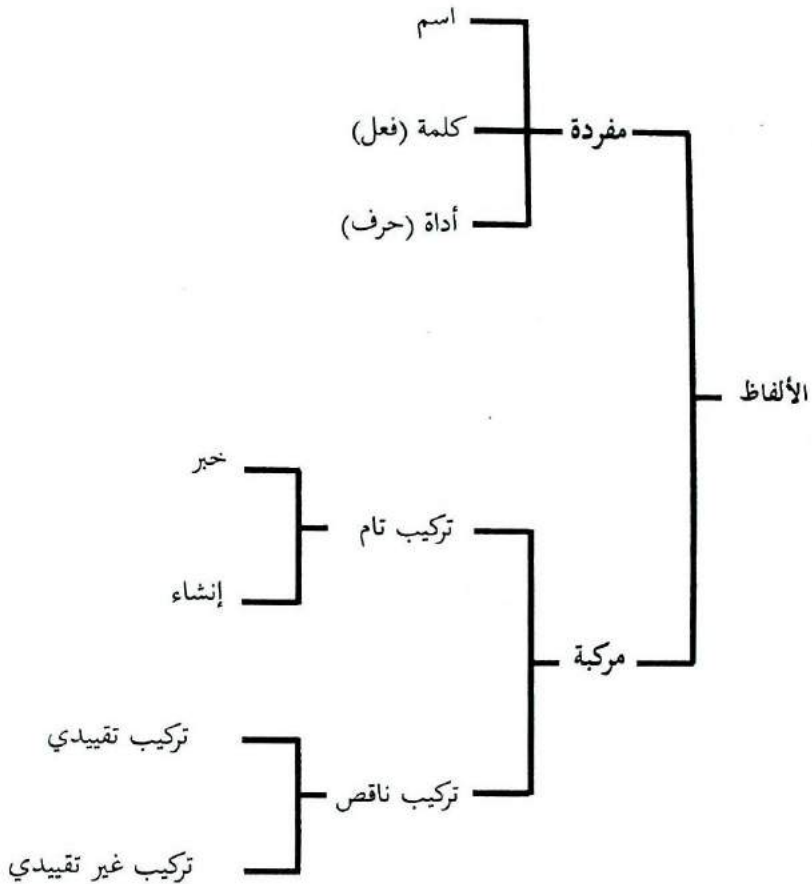 اسم
مفردة
كلمة (فعل)
أداة (حرف)
الألفاظ
خبر
تركيب تام
إنشاء
مركبة
تركيب تقييدي
تركيب ناقص
تركيب غير تقييدي